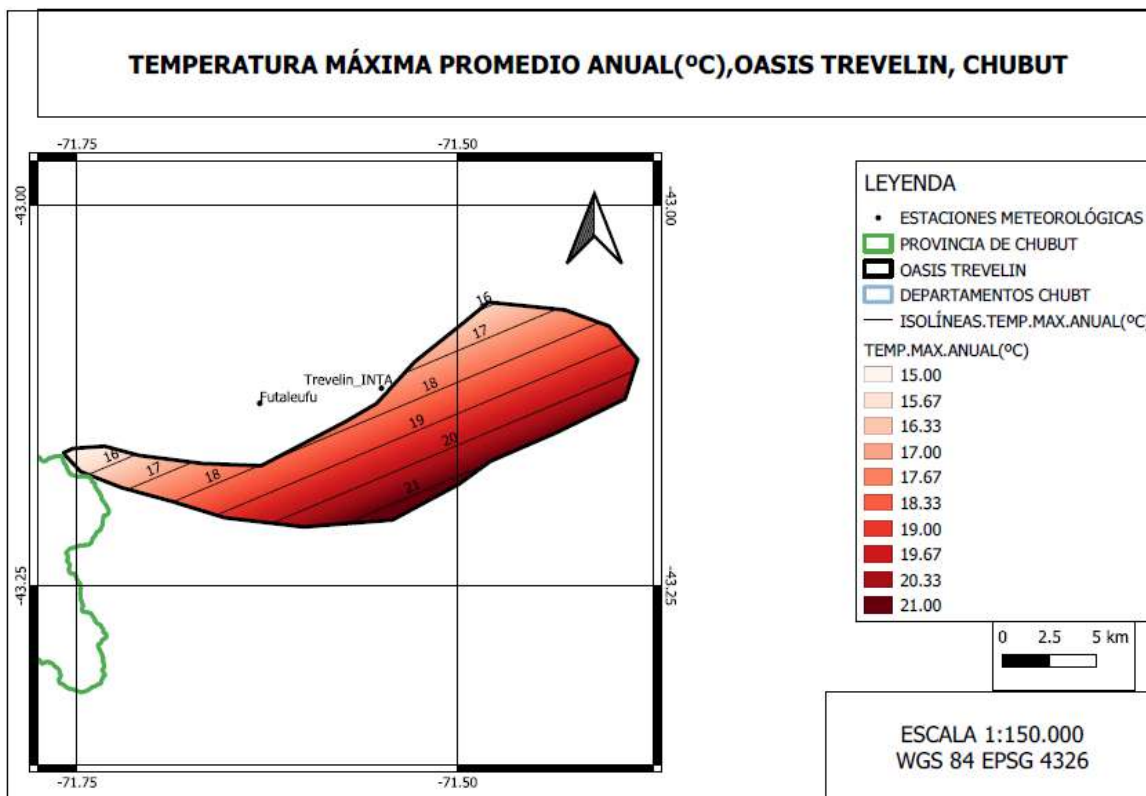 TEMPERATURA MÁXIMA PROMEDIO ANUAL(ºC),OASIS TREVELIN, CHUBUT
-71.75
-71.50
-43.00
-43.00
16
17
18
Trevelin_INTA
Futaleufu
19
20
16
17
18
21
-43.25
-43.25
-71.75
-71.50
LEYENDA
ESTACIONES METEOROLÓGICAS
PROVINCIA DE CHUBUT
OASIS TREVELIN
DEPARTAMENTOS CHUBT
ISOLÍNEAS.TEMP.MAX.ANUAL(ºC)
TEMP.MAX.ANUAL(ºC)
15.00
15.67
16.33
17.00
17.67
18.33
19.00
19.67
20.33
21.00
0 2.5 5 km
ESCALA 1:150.000
WGS 84 EPSG 4326